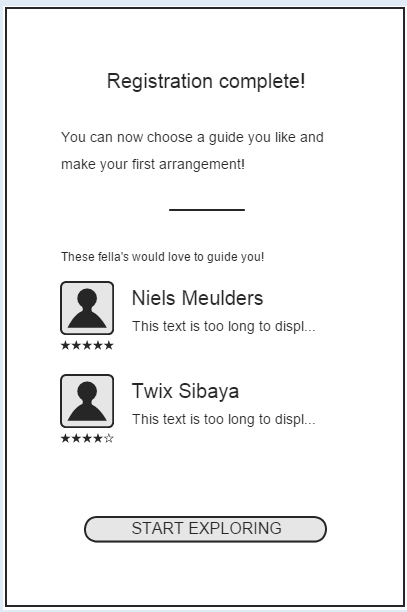 Registration complete!
You can now choose a guide you like and
make your first arrangement!
These fella's would love to guide you!
Niels Meulders
This text is too long to displ...
★★★★★
Twix Sibaya
This text is too long to displ...
★★★★☆
START EXPLORING